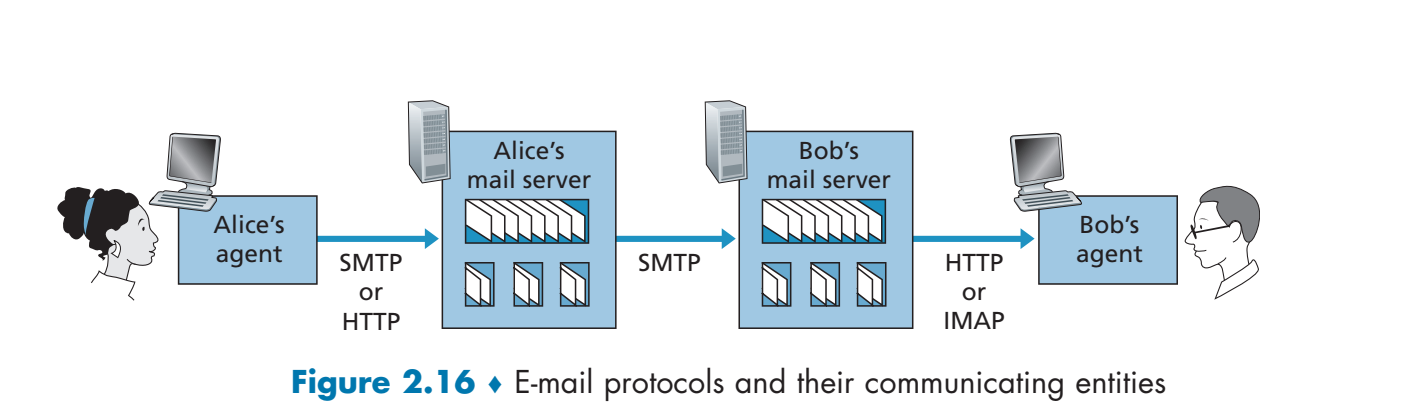 Alice's
agent
SMTP
or
HTTP
Alice's
mail server
SMTP
Bob's
mail server
HTTP
or
IMAP
Bob's
agent
Figure 2.16 ♦ E-mail protocols and their communicating entities